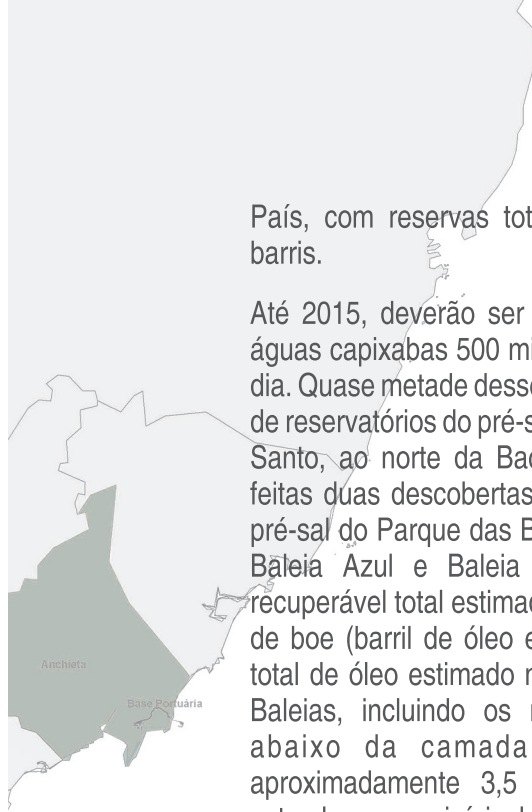 País, com reservas tot
barris.
Até 2015, deverão ser
águas capixabas 500 mi
dia. Quase metade desse
de reservatórios do pré-s
Santo, ao norte da Bac
feitas duas descobertas
pré-sal do Parque das B
Baleia Azul e Baleia
recuperável total estimad
de boe (barril de óleo e
total de óleo estimado n
Baleias, incluindo os r
abaixo da camada
aproximadamente 3,5
Anchieta
Base Portuária